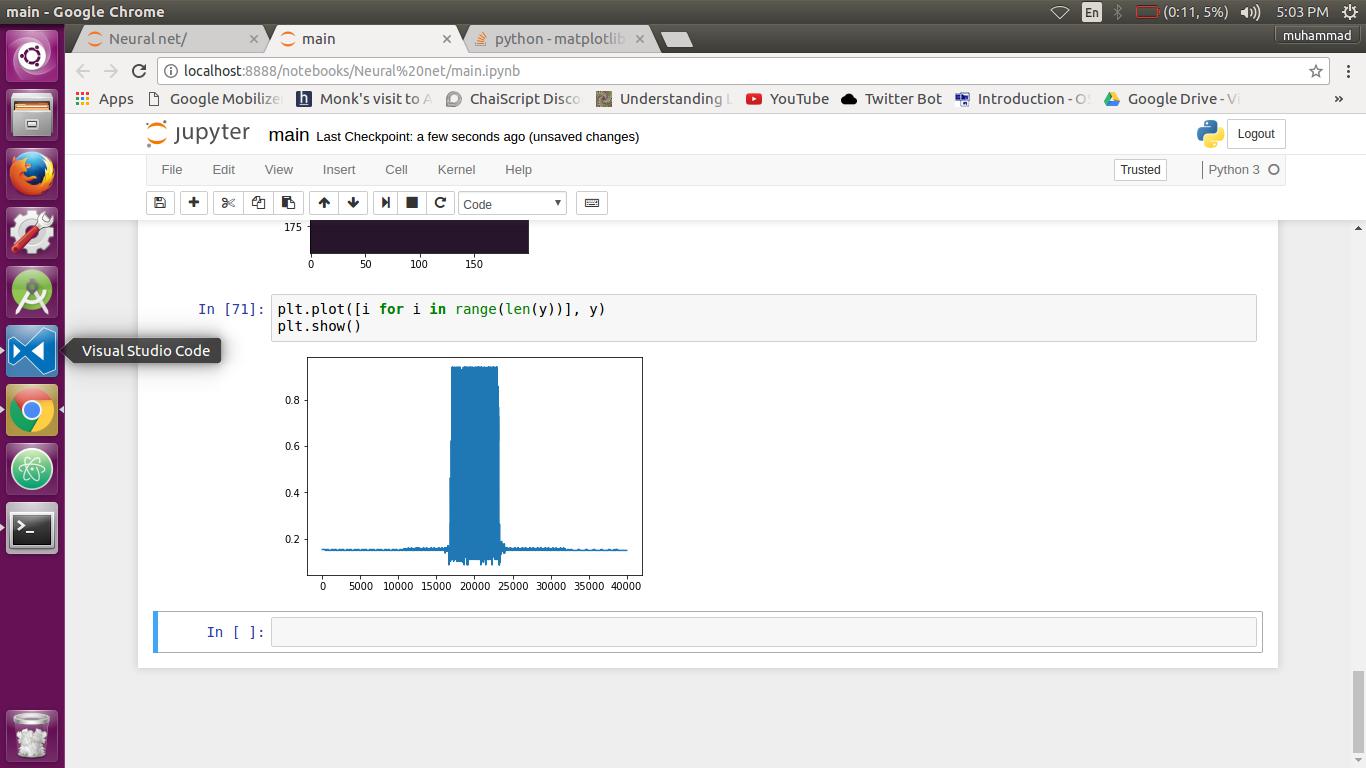 main - Google Chrome
En
(0:11, 5%)
5:03 PM
muhammad
Neural net/
main
python - matplotlib
localhost:8888/notebooks/Neural%20net/main.ipynb
Apps
Google Mobilize
Monk's visit to A
ChaiScript Disco
Understanding
YouTube
Twitter Bot
Introduction - OS
Google Drive - Vi
»
jupyter
main Last Checkpoint: a few seconds ago (unsaved changes)
Logout
File Edit View Insert Cell Kernel Help
Trusted
Python 3
Code
175
0 50 100 150
In [71]:
plt.plot([i for i in range(len(y))], y)
plt.show()
Visual Studio Code
0.8
0.6
0.4
0.2
0 5000 10000 15000 20000 25000 30000 35000 40000
In [ ]: